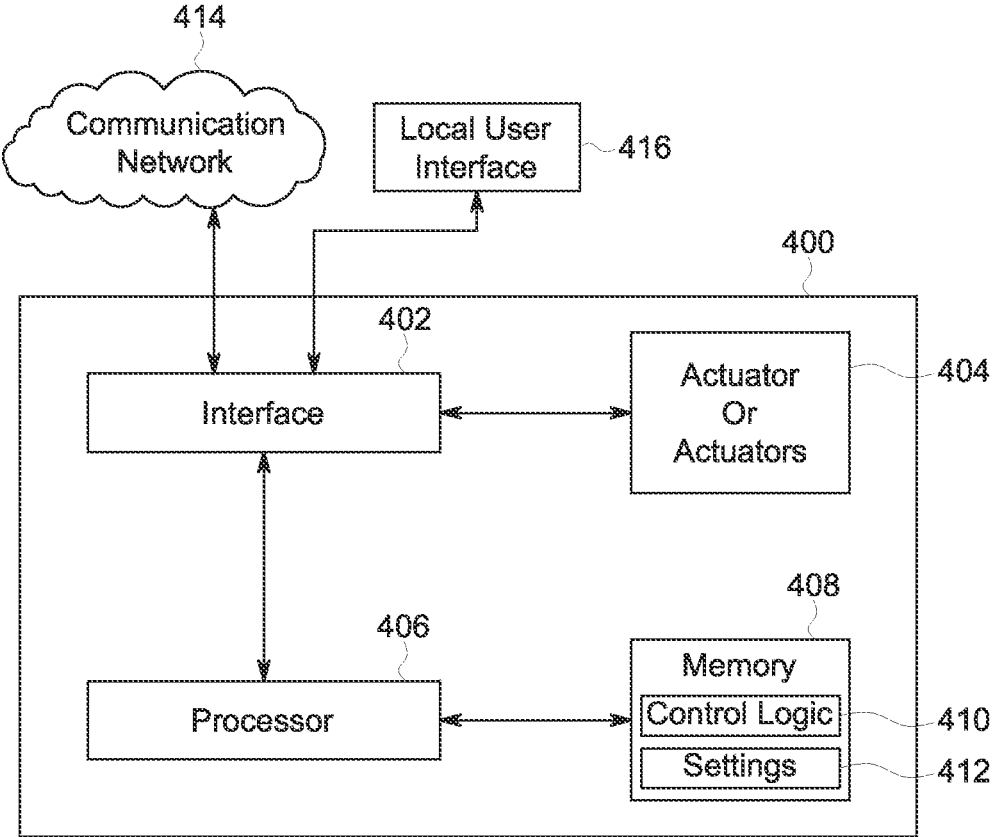 414
Communication
Network
Local User
Interface
416
400
402
Interface
Actuator
Or
Actuators
404
406
Processor
408
Memory
Control Logic
410
Settings
412